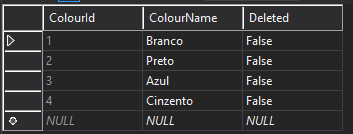 ColourId ColourName Deleted
1 Branco False
2 Preto False
3 Azul False
4 Cinzento False
NULL NULL NULL